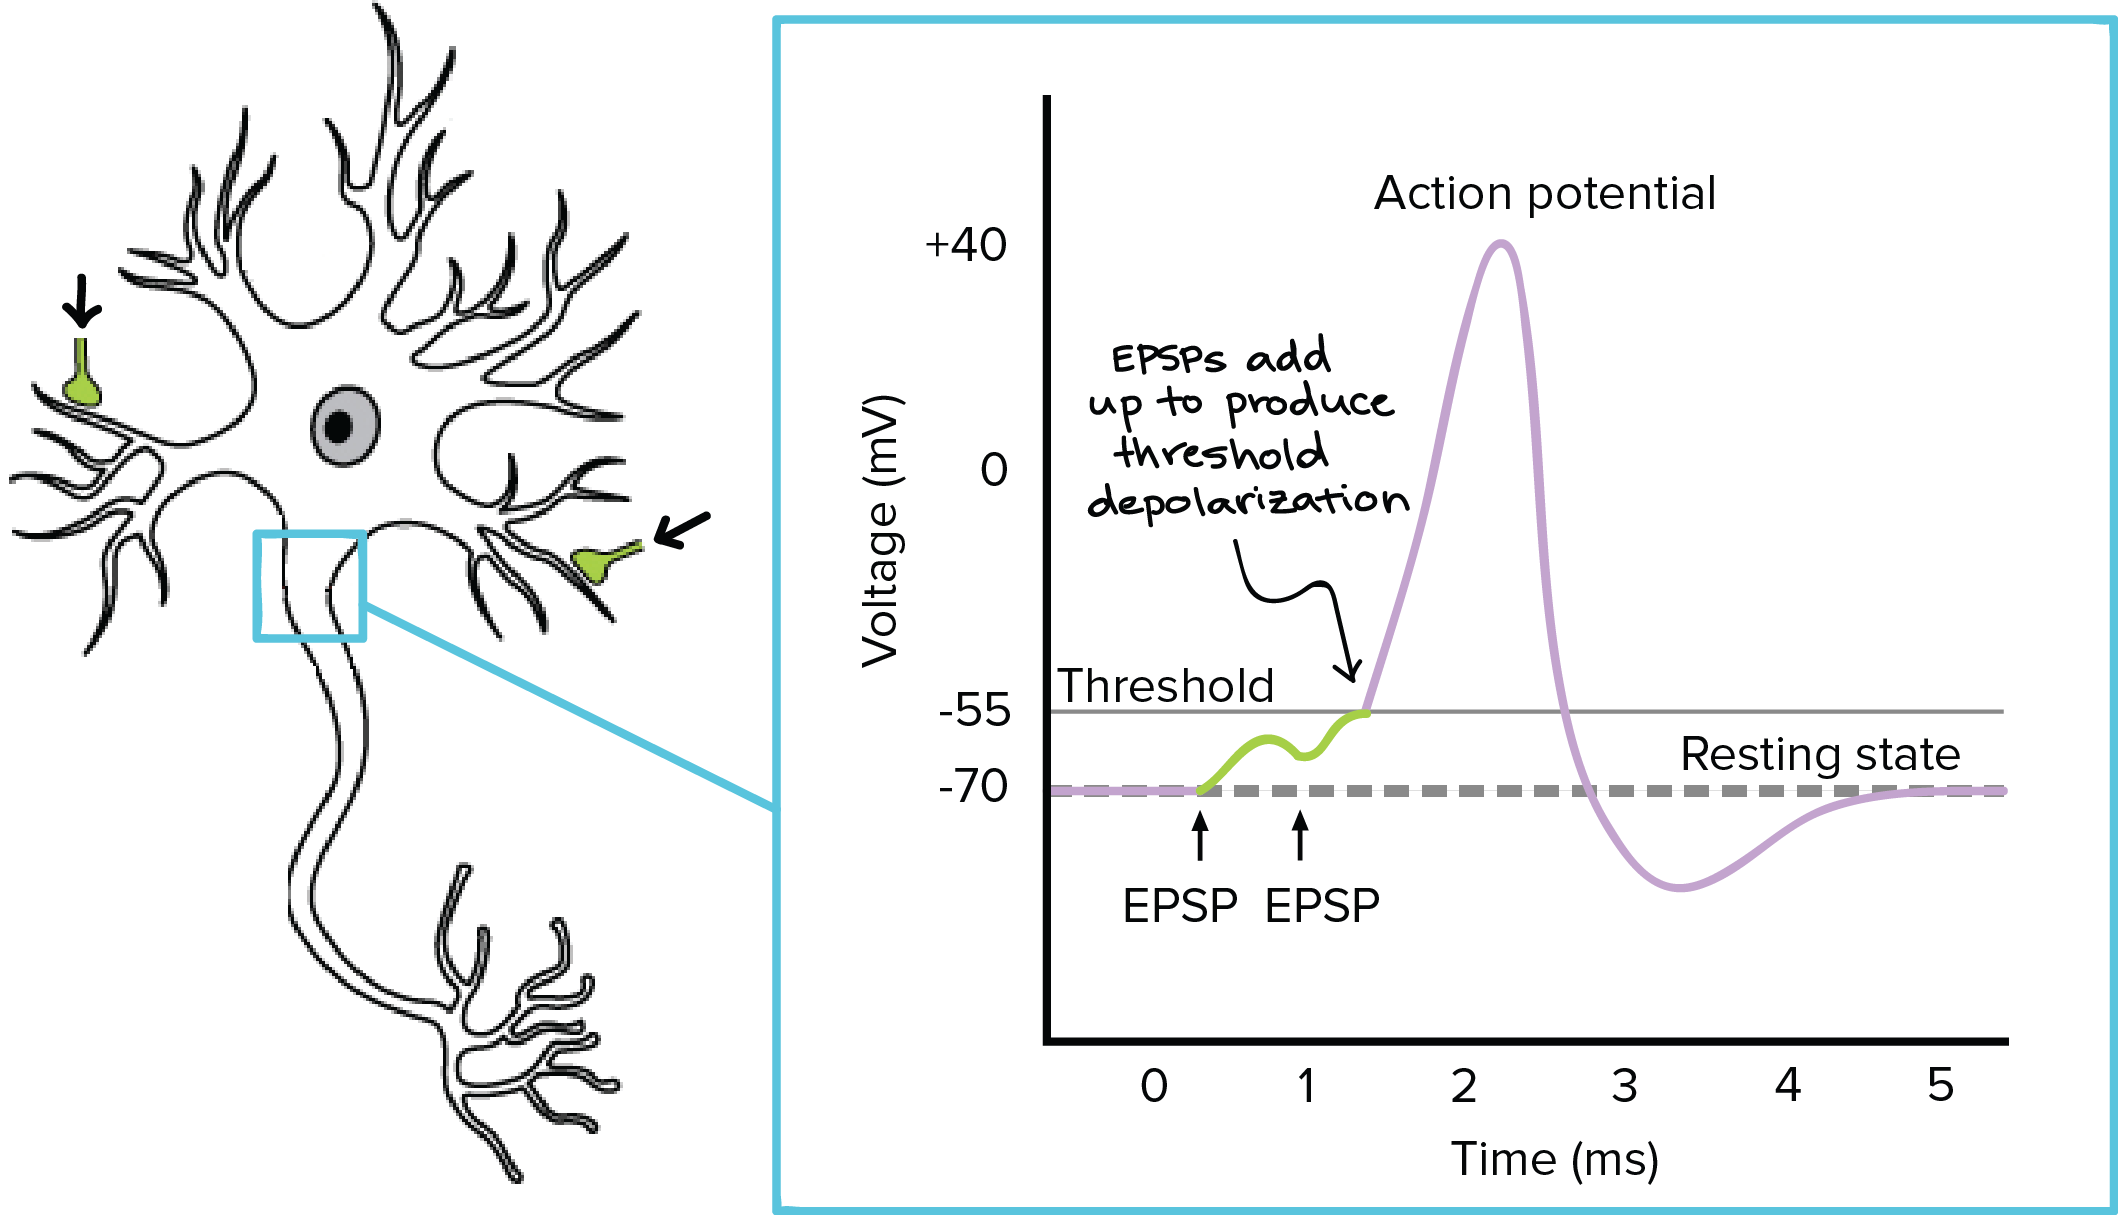 Action potential
+40
EPSPs add
up to produce
threshold
depolarization
0
Voltage (mV)
Threshold
-55
Resting state
-70
EPSP EPSP
0 1 2 3 4 5
Time (ms)